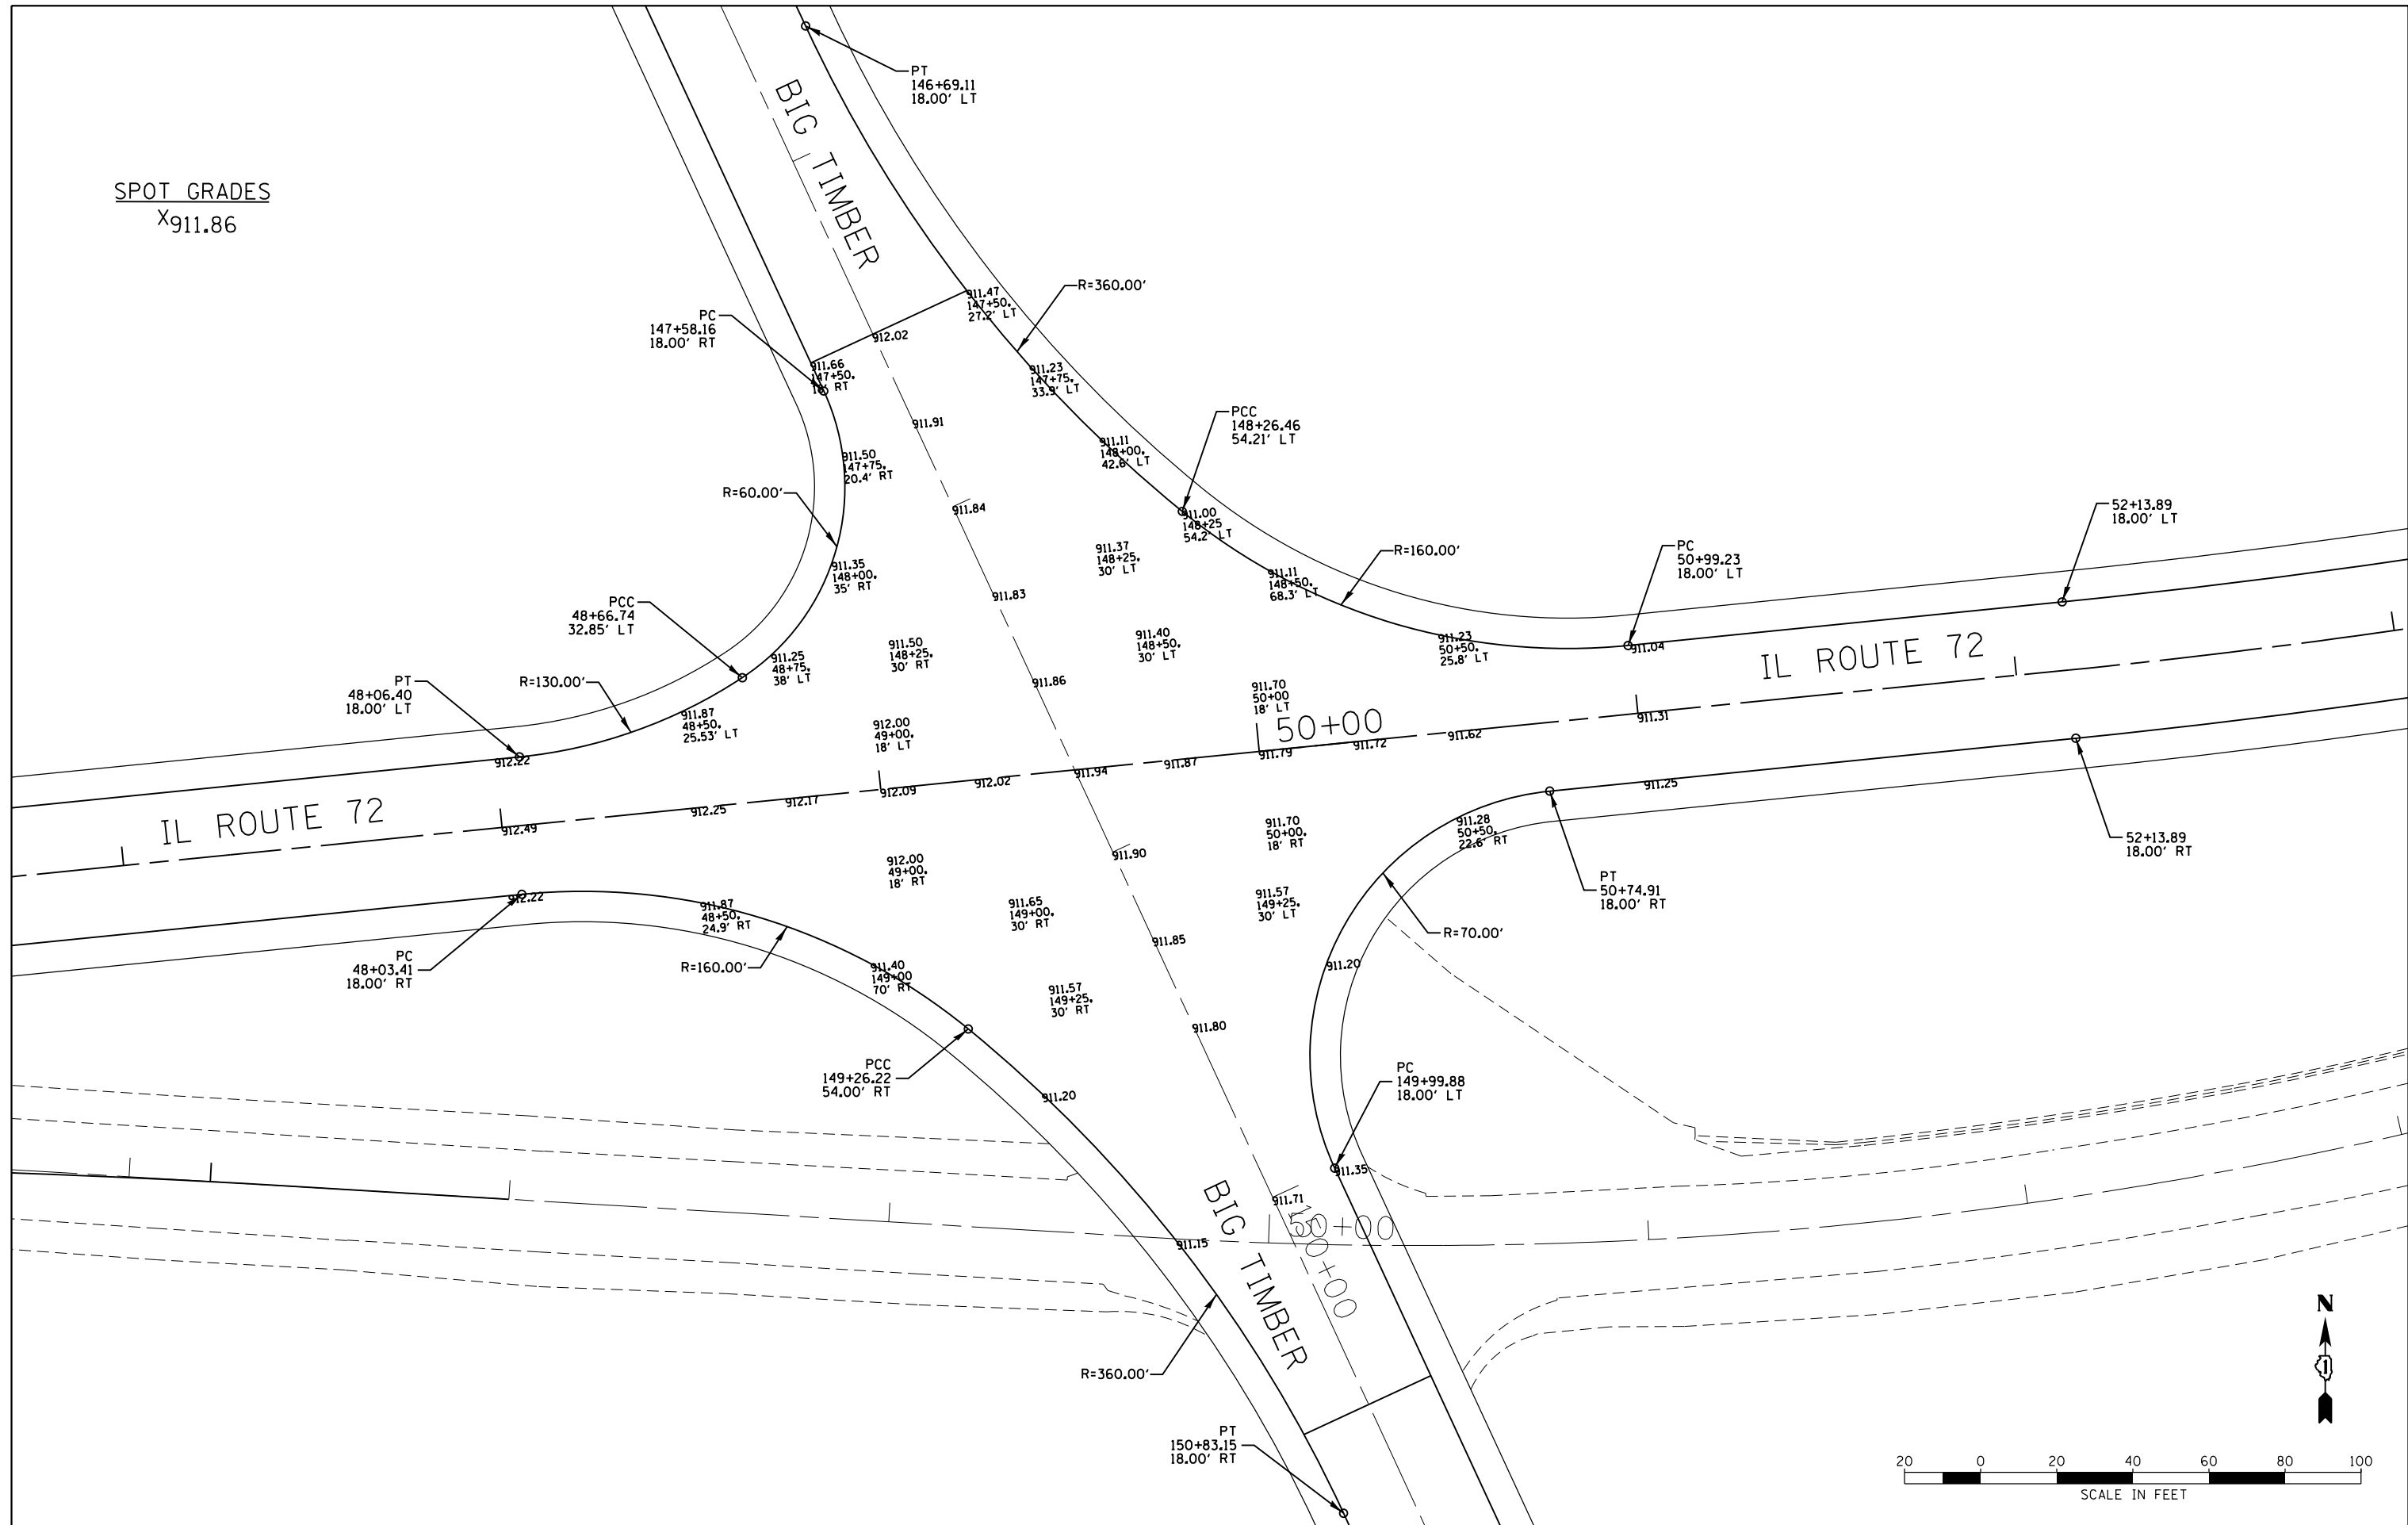 PT
146+69.11
18.00' LT
BIG TIMBER
SPOT GRADES
X911.86
R=360.00'
911.47
147+50.
27.2' LT
PC
147+58.16
18.00' RT
912.02
911.66
147+50.
18' RT
911.23
147+75.
33.9' LT
PCC
148+26.46
54.21' LT
911.91
911.11
148+00.
42.6' LT
911.50
147+75.
20.4' RT
R=60.00'
911.84
911.00
148+25
54.2' LT
52+13.89
18.00' LT
911.37
148+25.
30' LT
R=160.00'
PC
50+99.23
18.00' LT
911.35
148+00.
35' RT
911.11
148+50.
68.3' LT
911.83
PCC
48+66.74
32.85' LT
911.50
148+25.
30' RT
911.40
148+50.
30' LT
911.23
50+50.
25.8' LT
911.04
IL ROUTE 72
911.25
48+75.
38' LT
PT
48+06.40
18.00' LT
R=130.00'
911.86
911.70
50+00
18' LT
911.87
48+50.
25.53' LT
912.00
49+00.
18' LT
50+00
911.31
912.22
911.94
911.87
911.79
911.72
911.62
IL ROUTE 72
912.49
912.25
912.17
912.09
912.02
911.25
911.70
50+00.
18' RT
911.28
50+50.
22.6' RT
52+13.89
18.00' RT
911.90
912.00
49+00.
18' RT
PT
50+74.91
18.00' RT
912.22
911.87
48+50.
24.9' RT
911.65
149+00.
30' RT
911.57
149+25.
30' LT
R=70.00'
911.85
PC
48+03.41
18.00' RT
R=160.00'
911.40
149+00
70' RT
911.20
911.57
149+25.
30' RT
911.80
PCC
149+26.22
54.00' RT
PC
149+99.88
18.00' LT
911.20
911.35
911.71
50+00
150+00
911.15
BIG TIMBER
R=360.00'
N
1
PT
150+83.15
18.00' RT
20 0 20 40 60 80 100
SCALE IN FEET